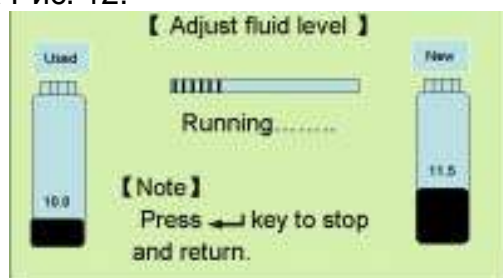 Рис. 12.
【 Adjust fluid level 】
Used
New
Running........
11.5
10.0
【Note】
Press ↵ key to stop
and return.